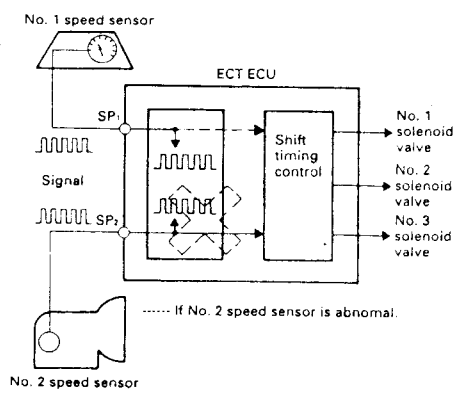 No. 1 speed sensor
ECT ECU
SP1
No. 1
solenoid
valve
Shift
timing
control
Signal
No. 2
solenoid
valve
SP2
No. 3
solenoid
valve
If No. 2 speed sensor is abnomal.
No. 2 speed sensor